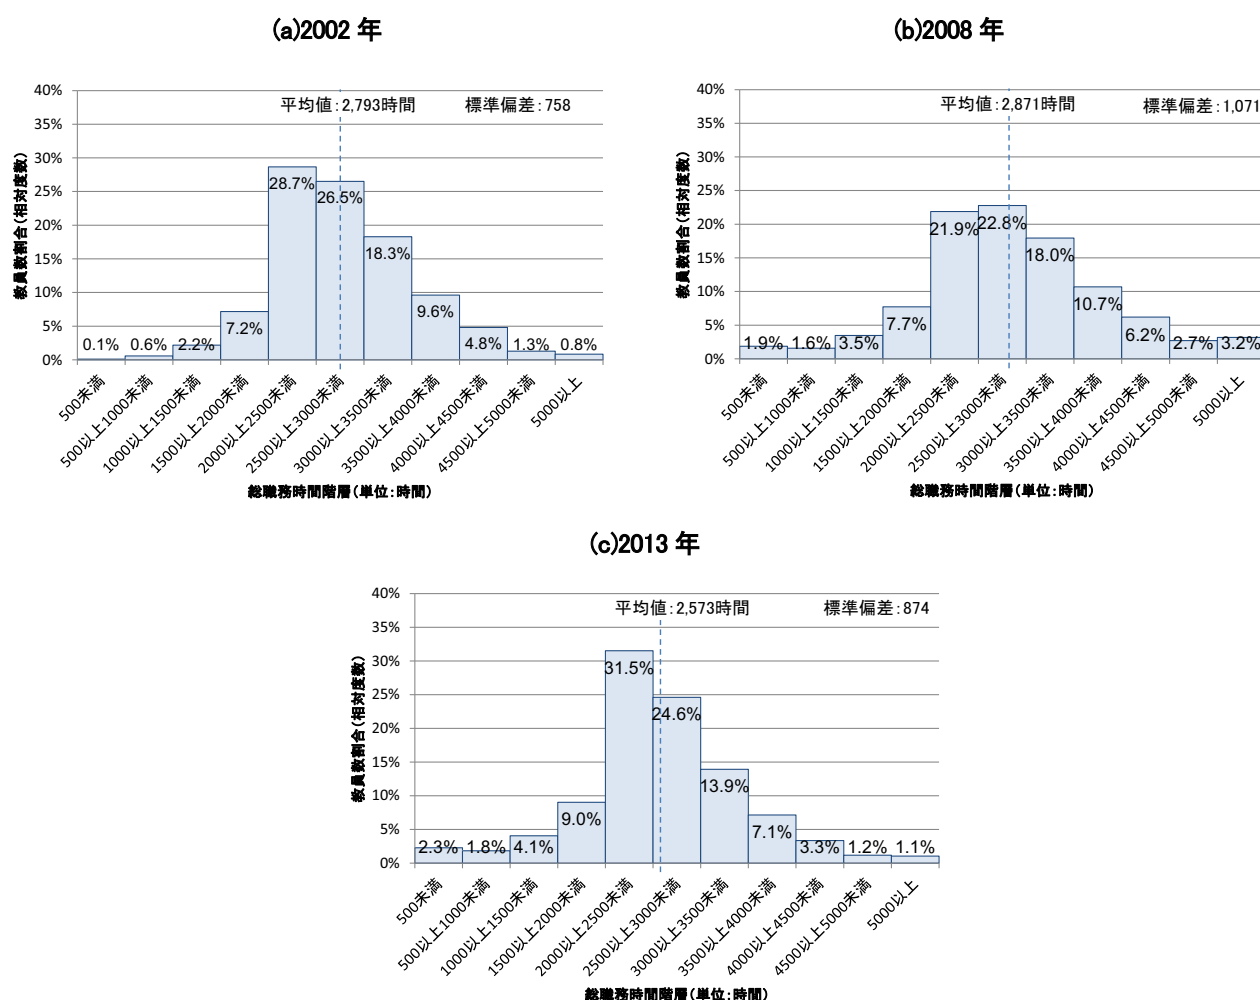 (a)2002 年
平均値：2,793時間 標準偏差：758
40%
35%
30%
25%
20%
15%
10%
5%
0%
教員数割合(相対度数)
0.1% 0.6% 2.2% 7.2% 28.7% 26.5% 18.3% 9.6% 4.8% 1.3% 0.8%
500未満
500以上1000未満
1000以上1500未満
1500以上2000未満
2000以上2500未満
2500以上3000未満
3000以上3500未満
3500以上4000未満
4000以上4500未満
4500以上5000未満
5000以上
総職務時間階層(単位：時間)
(b)2008 年
平均値：2,871時間 標準偏差：1,071
40%
35%
30%
25%
20%
15%
10%
5%
0%
教員数割合(相対度数)
1.9% 1.6% 3.5% 7.7% 21.9% 22.8% 18.0% 10.7% 6.2% 2.7% 3.2%
500未満
500以上1000未満
1000以上1500未満
1500以上2000未満
2000以上2500未満
2500以上3000未満
3000以上3500未満
3500以上4000未満
4000以上4500未満
4500以上5000未満
5000以上
総職務時間階層(単位：時間)
(c)2013 年
平均値：2,573時間 標準偏差：874
40%
35%
30%
25%
20%
15%
10%
5%
0%
教員数割合(相対度数)
2.3% 1.8% 4.1% 9.0% 31.5% 24.6% 13.9% 7.1% 3.3% 1.2% 1.1%
500未満
500以上1000未満
1000以上1500未満
1500以上2000未満
2000以上2500未満
2500以上3000未満
3000以上3500未満
3500以上4000未満
4000以上4500未満
4500以上5000未満
5000以上
総職務時間階層(単位：時間)